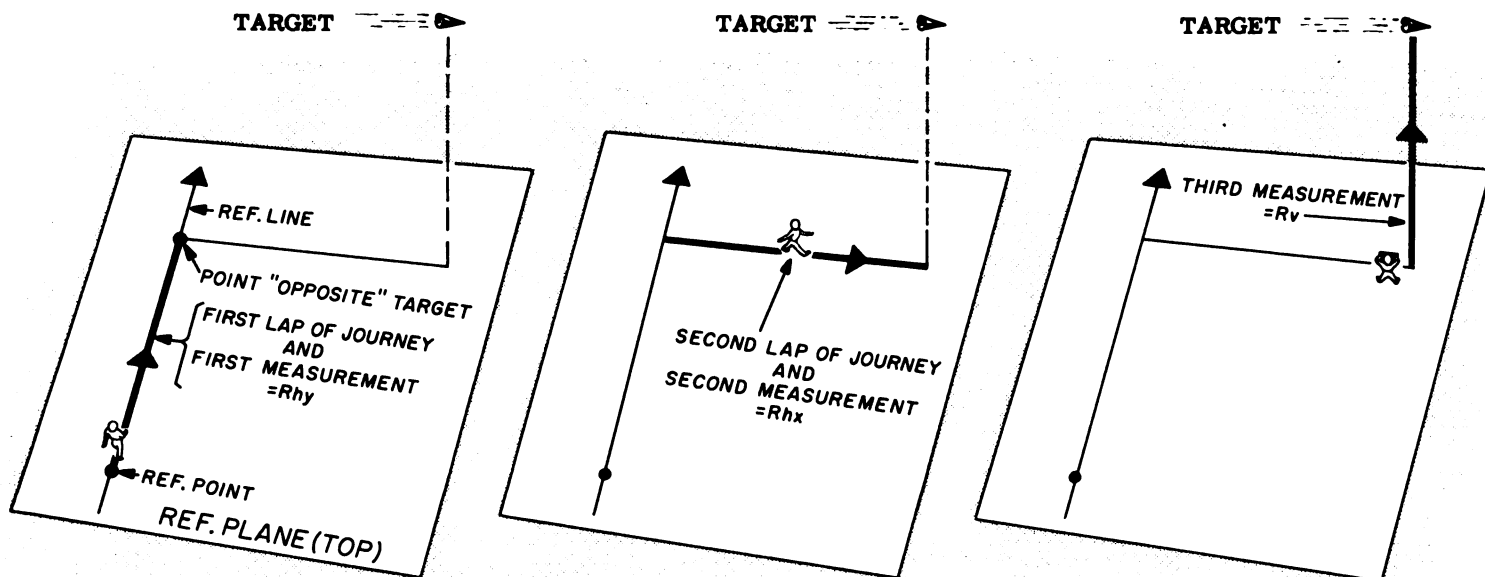 TARGET
REF. LINE
POINT "OPPOSITE" TARGET
FIRST LAP OF JOURNEY
AND
FIRST MEASUREMENT
=Rhy
REF. POINT
REF. PLANE (TOP)
TARGET
SECOND LAP OF JOURNEY
AND
SECOND MEASUREMENT
=Rhx
TARGET
THIRD MEASUREMENT
=Rv